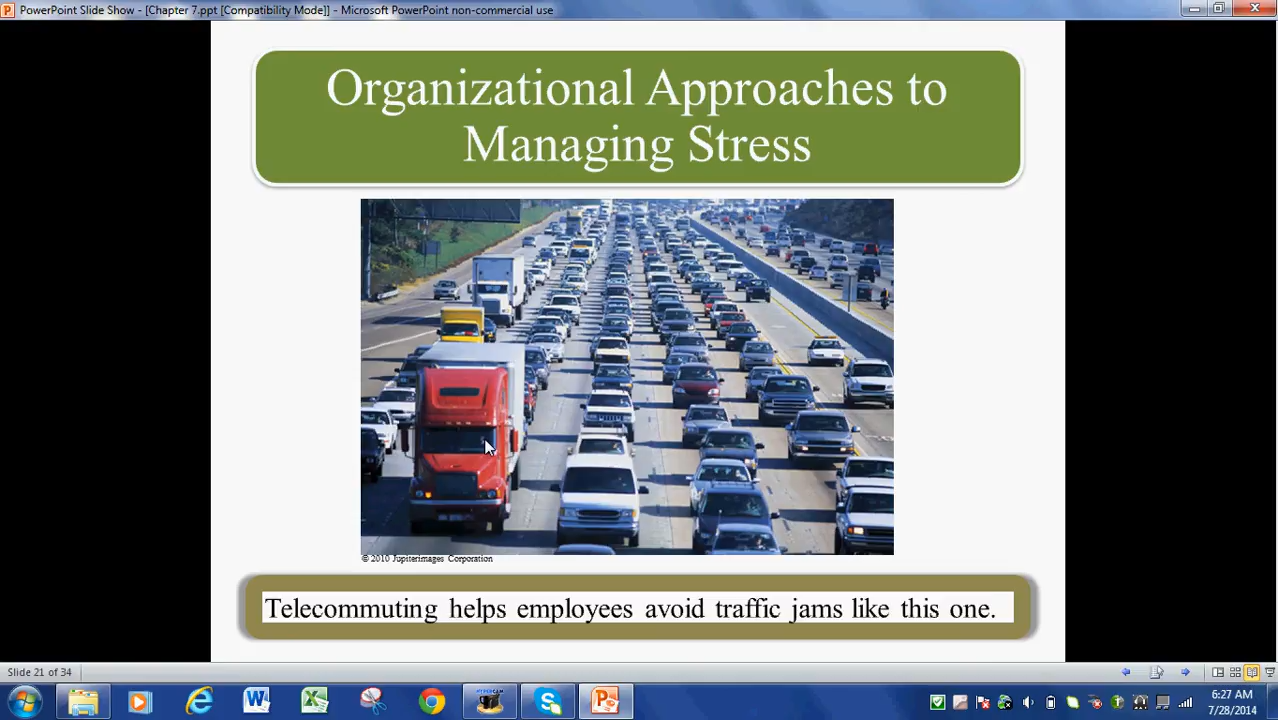 PowerPoint Slide Show - [Chapter 7.ppt [Compatibility Mode]] - Microsoft PowerPoint non-commercial use
Organizational Approaches to
Managing Stress
© 2010 Jupiterimages Corporation
Telecommuting helps employees avoid traffic jams like this one.
Slide 21 of 34
6:27 AM
7/28/2014